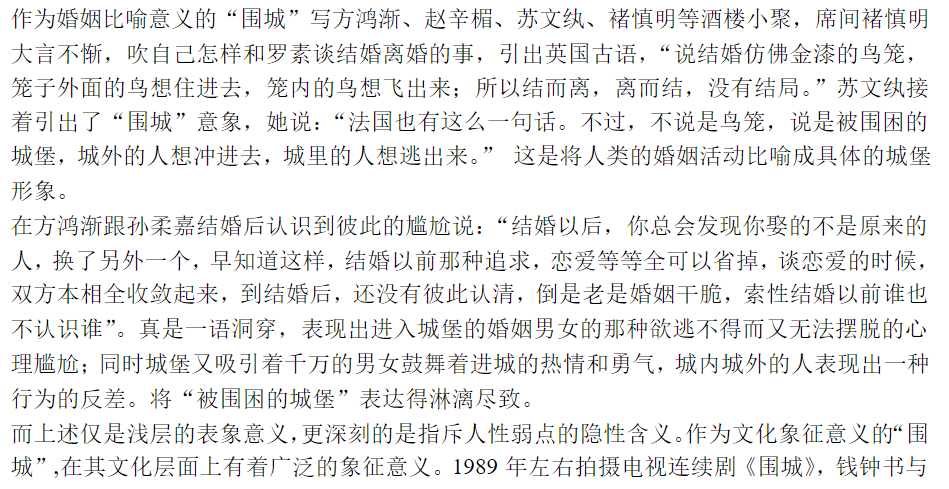 作为婚姻比喻意义的“围城”写方鸿渐、赵辛楣、苏文纨、褚慎明等酒楼小聚，席间褚慎明
大言不惭，吹自己怎样和罗素谈结婚离婚的事，引出英国古语，“说结婚仿佛金漆的鸟笼，
笼子外面的鸟想住进去，笼内的鸟想飞出来；所以结而离，离而结，没有结局。”苏文纨接
着引出了“围城”意象，她说：“法国也有这么一句话。不过，不说是鸟笼，说是被围困的
城堡，城外的人想冲进去，城里的人想逃出来。” 这是将人类的婚姻活动比喻成具体的城堡
形象。
在方鸿渐跟孙柔嘉结婚后认识到彼此的尴尬说：“结婚以后，你总会发现你娶的不是原来的
人，换了另外一个，早知道这样，结婚以前那种追求，恋爱等等全可以省掉，谈恋爱的时候，
双方本相全收敛起来，到结婚后，还没有彼此认清，倒是老是婚姻干脆，索性结婚以前谁也
不认识谁”。真是一语洞穿，表现出进入城堡的婚姻男女的那种欲逃不得而又无法摆脱的心
理尴尬；同时城堡又吸引着千万的男女鼓舞着进城的热情和勇气，城内城外的人表现出一种
行为的反差。将“被围困的城堡”表达得淋漓尽致。
而上述仅是浅层的表象意义，更深刻的是指斥人性弱点的隐性含义。作为文化象征意义的“围
城”,在其文化层面上有着广泛的象征意义。1989 年左右拍摄电视连续剧《围城》，钱钟书与